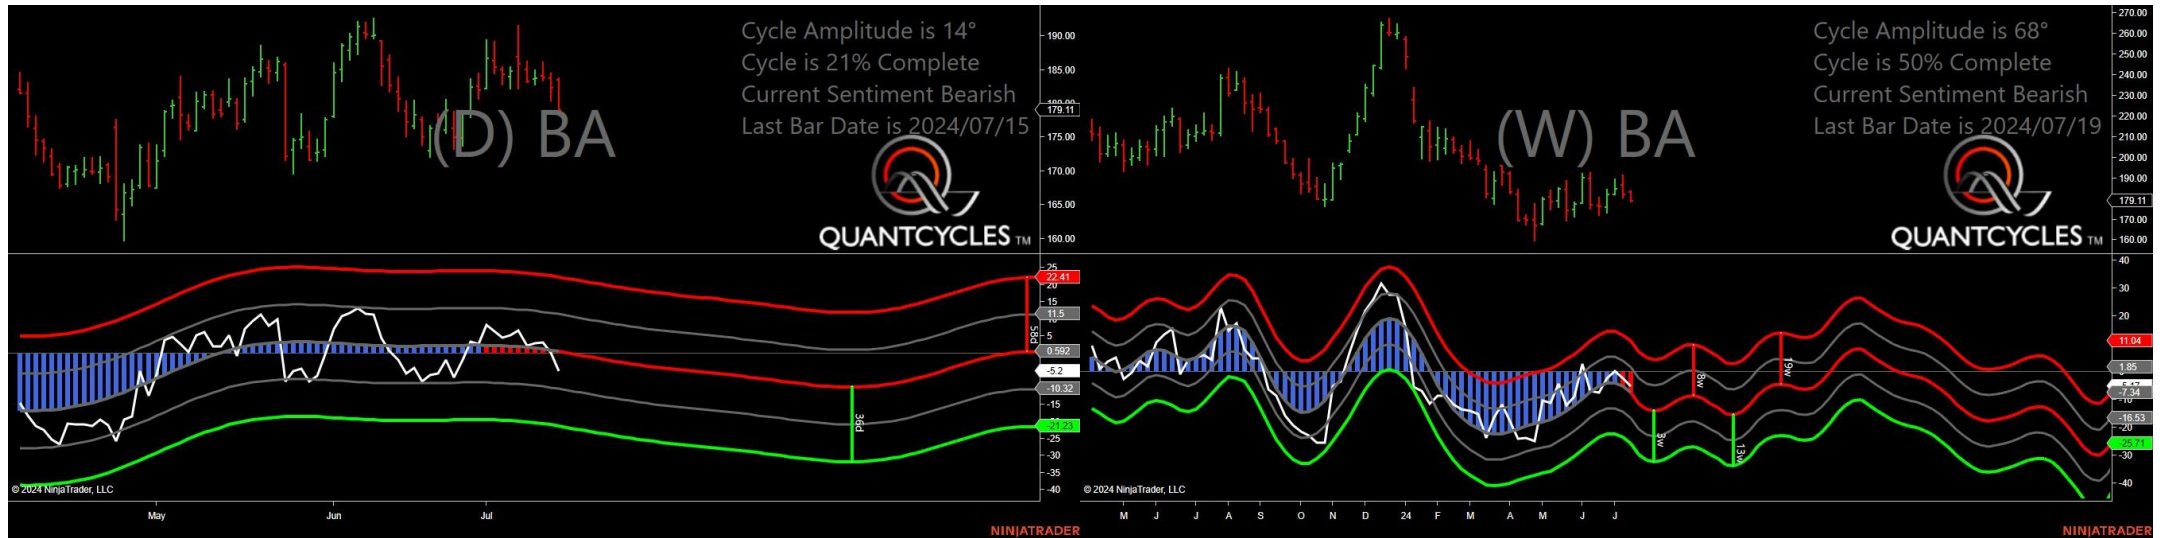 Cycle Amplitude is 14°
Cycle is 21% Complete
Current Sentiment Bearish
Last Bar Date is 2024/07/15
(D) BA
QUANTCYCLES TM
190.00
185.00
180.00
179.11
175.00
170.00
165.00
160.00
25
22.41
20
15
11.5
5
0.592
-5.2
-10.32
-15
-21.23
-25
-30
-35
-40
58d
36d
© 2024 NinjaTrader, LLC
May Jun Jul
NINJATRADER
Cycle Amplitude is 68°
Cycle is 50% Complete
Current Sentiment Bearish
Last Bar Date is 2024/07/19
(W) BA
QUANTCYCLES TM
270.00
260.00
250.00
240.00
230.00
220.00
210.00
200.00
190.00
179.11
170.00
160.00
40
30
20
11.04
1.85
-7.34
-10
-16.53
-20
-25.71
-30
-40
8w
19w
3w
13w
© 2024 NinjaTrader, LLC
M J J A S O N D 24 F M A M J J
NINJATRADER